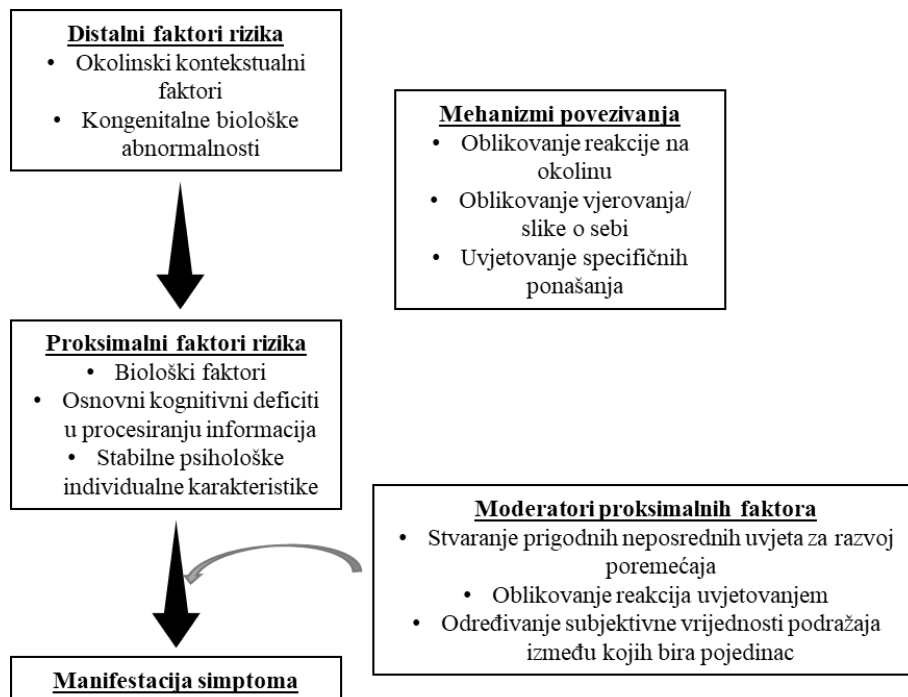 Distalni faktori rizika
• Okolinski kontekstualni
faktori
• Kongenitalne biološke
abnormalnosti
Mehanizmi povezivanja
• Oblikovanje reakcije na
okolinu
• Oblikovanje vjerovanja/
slike o sebi
• Uvjetovanje specifičnih
ponašanja
Proksimalni faktori rizika
• Biološki faktori
• Osnovni kognitivni deficiti
u procesiranju informacija
• Stabilne psihološke
individualne karakteristike
Moderatori proksimalnih faktora
• Stvaranje prigodnih neposrednih uvjeta za razvoj
poremećaja
• Oblikovanje reakcija uvjetovanjem
• Određivanje subjektivne vrijednosti podražaja
između kojih bira pojedinac
Manifestacija simptoma